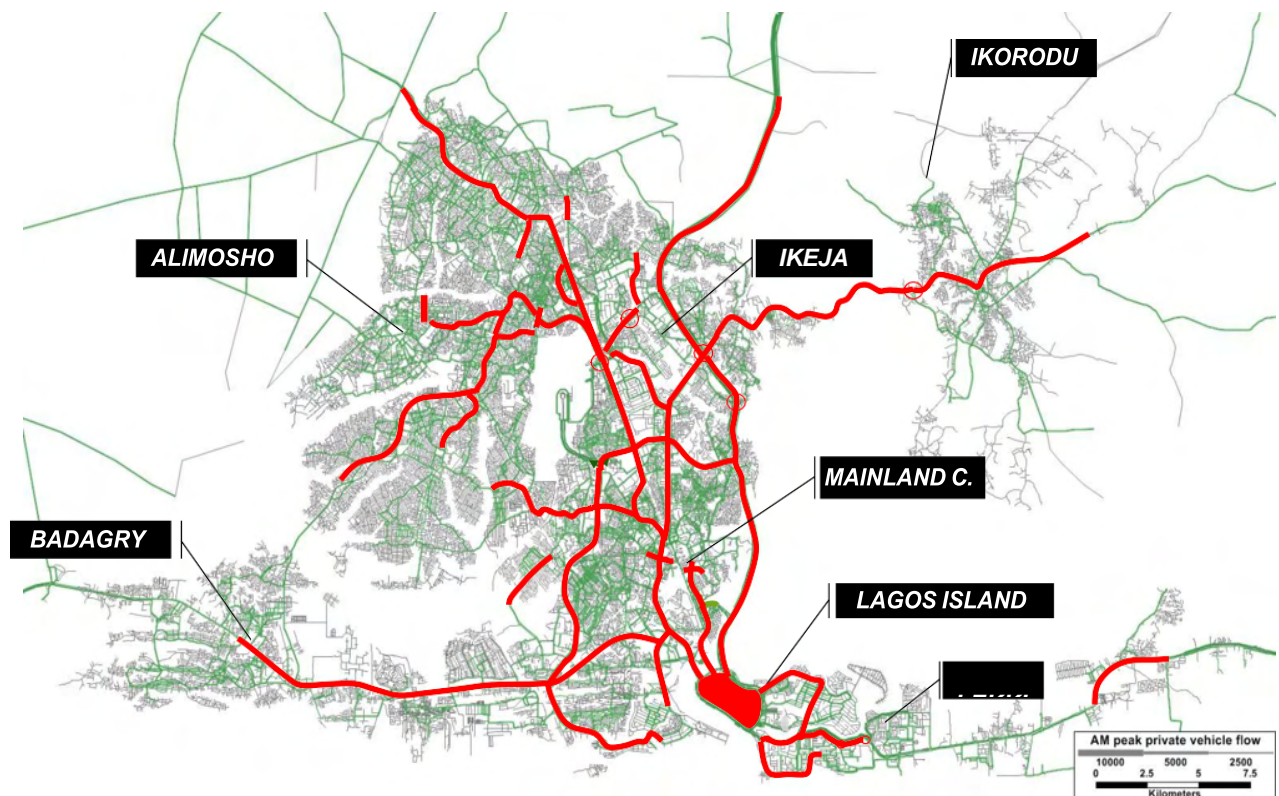 IKORODU
ALIMOSHO
IKEJA
MAINLAND C.
BADAGRY
LAGOS ISLAND
AM peak private vehicle flow
10000 5000 2500
0 2.5 5 7.5
Kilometers